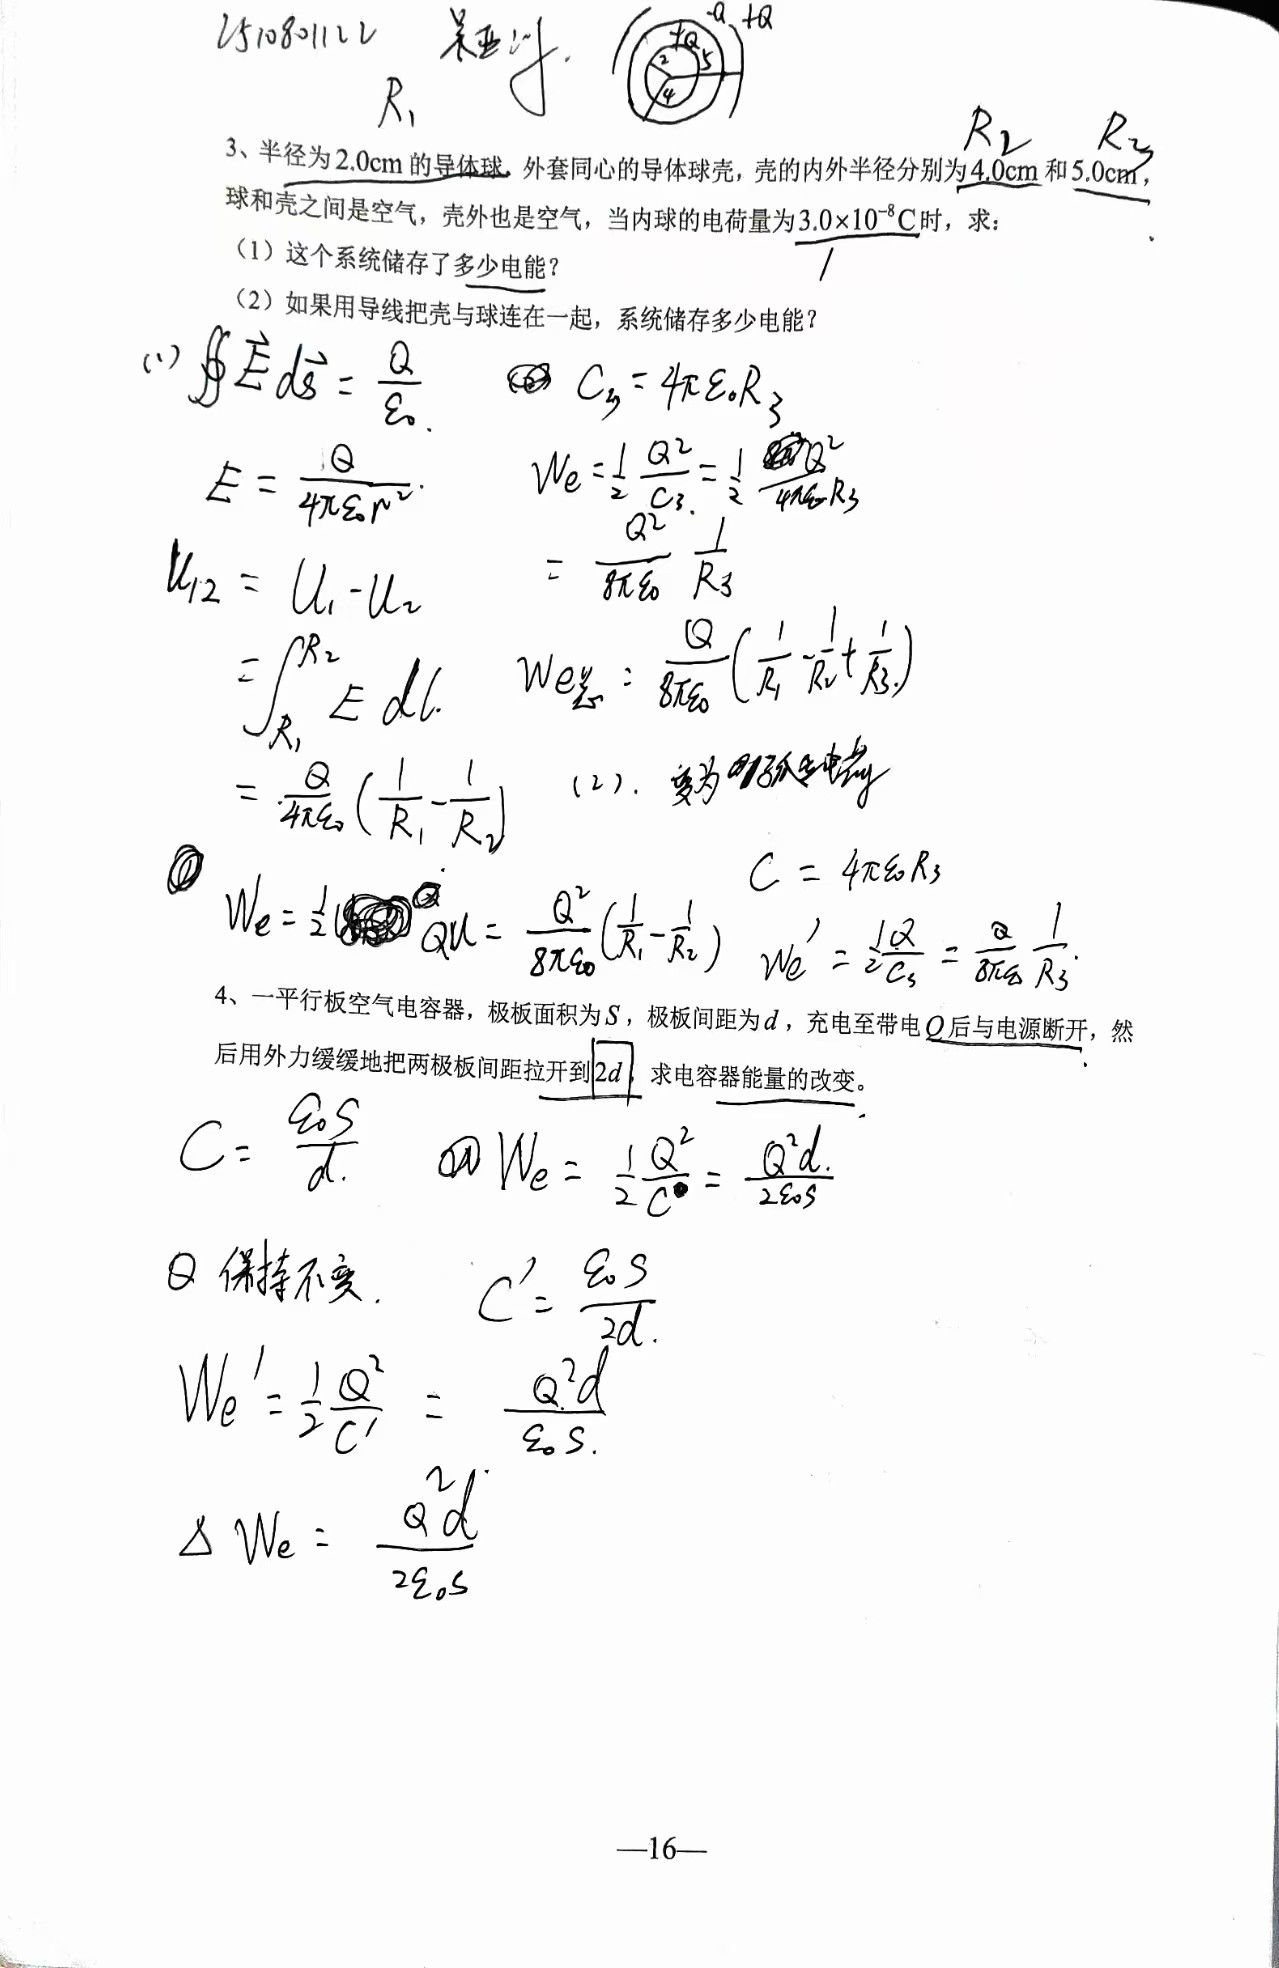 2510801122
-Q +Q
+Q
2 5
4
R₁
R₂ R₃
3、半径为2.0cm的导体球，外套同心的导体球壳，壳的内外半径分别为4.0cm和5.0cm，
球和壳之间是空气，壳外也是空气，当内球的电荷量为3.0×10⁻⁸C时，求：
（1）这个系统储存了多少电能？
（2）如果用导线把壳与球连在一起，系统储存多少电能？
(1) ∯E⃗ds⃗ = Q/ε₀.
E = Q/4πε₀r².
U₁₂ = U₁-U₂
= ∫_R₁^R₂ E dl.
= Q/4πε₀ (1/R₁ - 1/R₂)
We = 1/2 QU = Q²/8πε₀ (1/R₁ - 1/R₂)
C₃ = 4πε₀R₃
We = 1/2 Q²/C₃. = 1/2 Q²/4πε₀R₃
= Q²/8πε₀ 1/R₃
We总 = Q/8πε₀ (1/R₁ - 1/R₂ + 1/R₃.)
(2). 变为
C = 4πε₀R₃
We' = 1/2 Q/C₃ = Q/8πε₀ 1/R₃.
4、一平行板空气电容器，极板面积为S，极板间距为d，充电至带电Q后与电源断开，然
后用外力缓缓地把两极板间距拉开到2d，求电容器能量的改变。
C = ε₀S/d. We = 1/2 Q²/C = Q²d./2ε₀S
Q 保持不变. C' = ε₀S/2d.
We' = 1/2 Q²/C' = Q²d/ε₀S.
Δ We = Q²d/2ε₀S
—16—